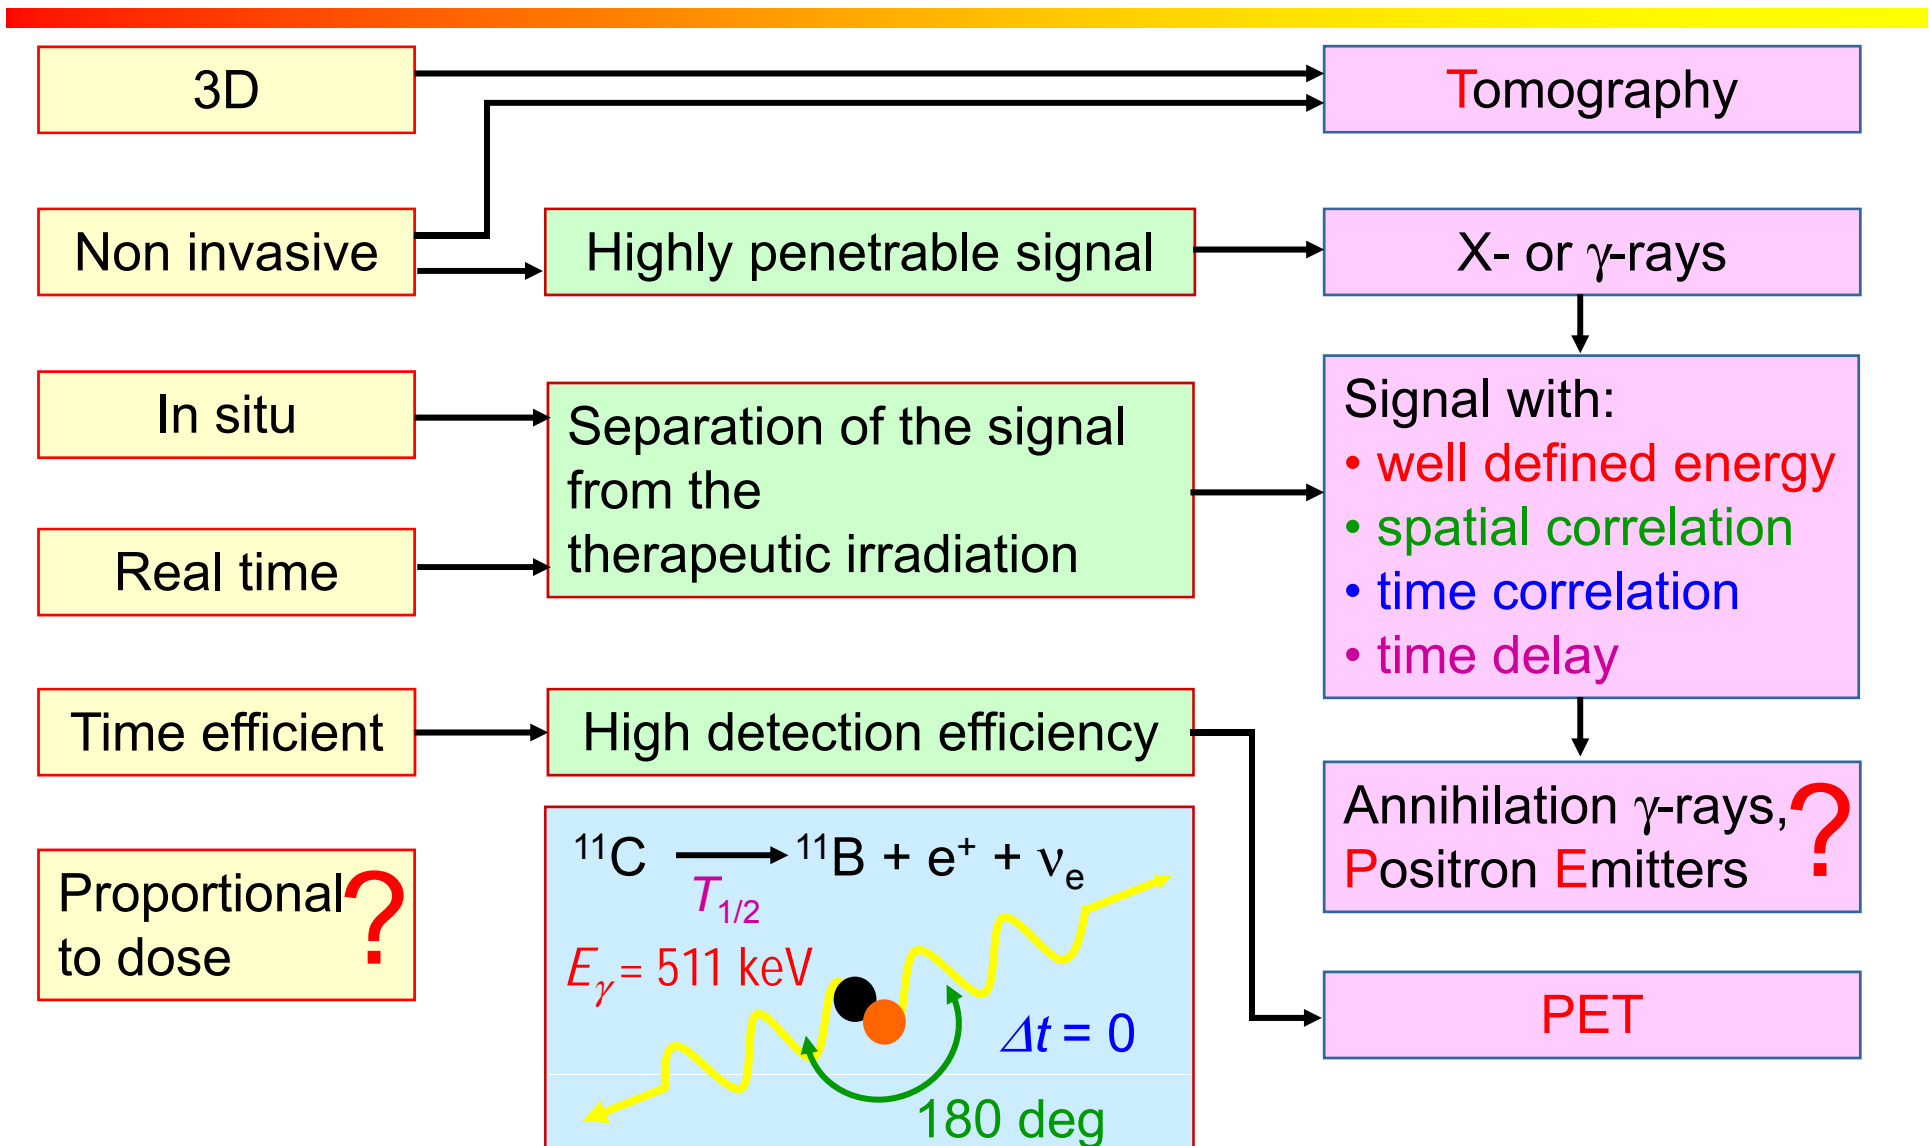 3D
Tomography
Non invasive
Highly penetrable signal
X- or γ-rays
In situ
Separation of the signal
from the
therapeutic irradiation
Real time
Signal with:
• well defined energy
• spatial correlation
• time correlation
• time delay
Time efficient
High detection efficiency
Annihilation γ-rays,
Positron Emitters
?
Proportional
to dose
?
¹¹C → ¹¹B + e⁺ + νₑ
T1/2
Eγ = 511 keV
Δt = 0
180 deg
PET